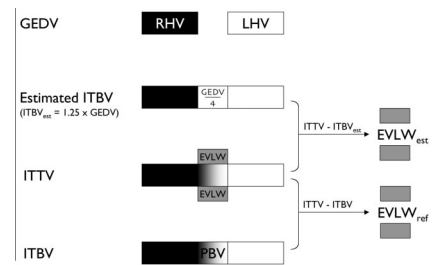 GEDV
RHV
LHV
Estimated ITBV
(ITBVest = 1.25 x GEDV)
GEDV
4
ITTV - ITBVest
EVLWest
EVLW
ITTV
EVLW
ITTV - ITBV
EVLWref
ITBV
PBV